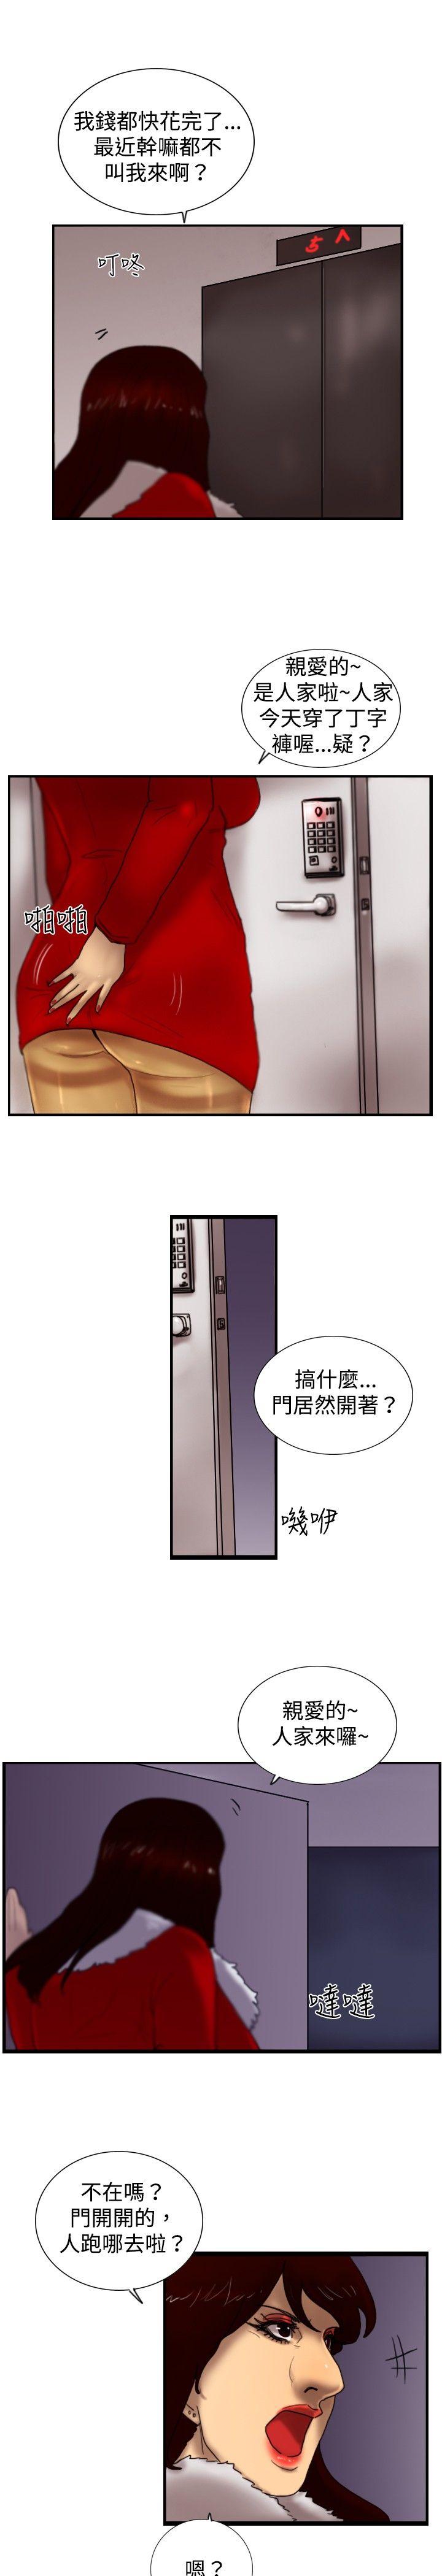 我錢都快花完了...
最近幹嘛都不
叫我來啊？
5 ^
叮咚
親愛的~
是人家啦~人家
今天穿了丁字
褲喔...疑？
啪啪
搞什麼...
門居然開著？
嘰咿
親愛的~
人家來囉~
噠噠
不在嗎？
門開開的，
人跑哪去啦？
嗯？